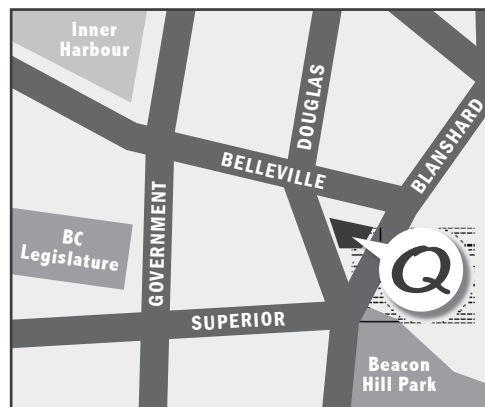 Inner
Harbour
DOUGLAS
BLANSHARD
BELLEVILLE
GOVERNMENT
BC
Legislature
Q
SUPERIOR
Beacon
Hill Park